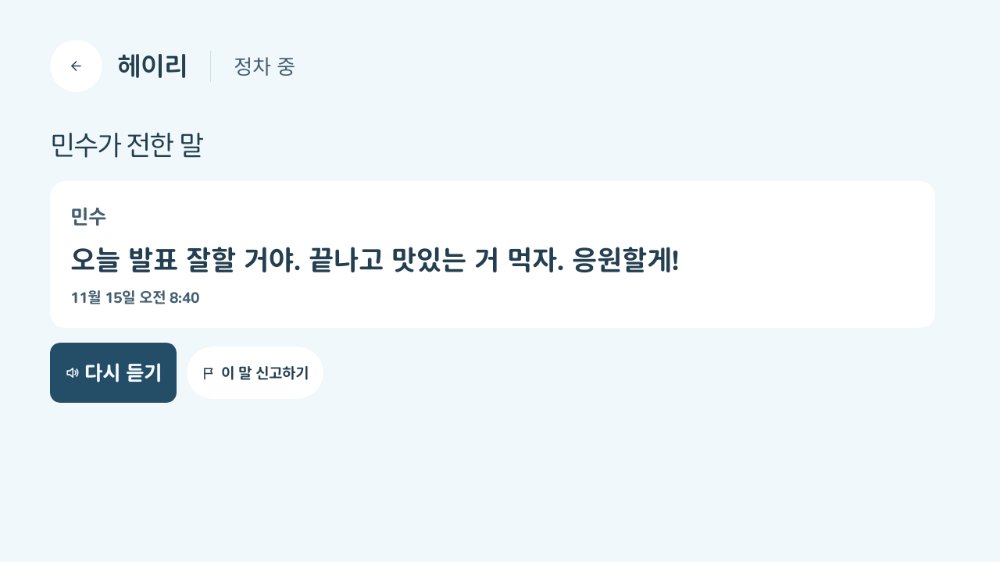 헤이리
정차 중
민수가 전한 말
민수
오늘 발표 잘할 거야. 끝나고 맛있는 거 먹자. 응원할게!
11월 15일 오전 8:40
다시 듣기
이 말 신고하기